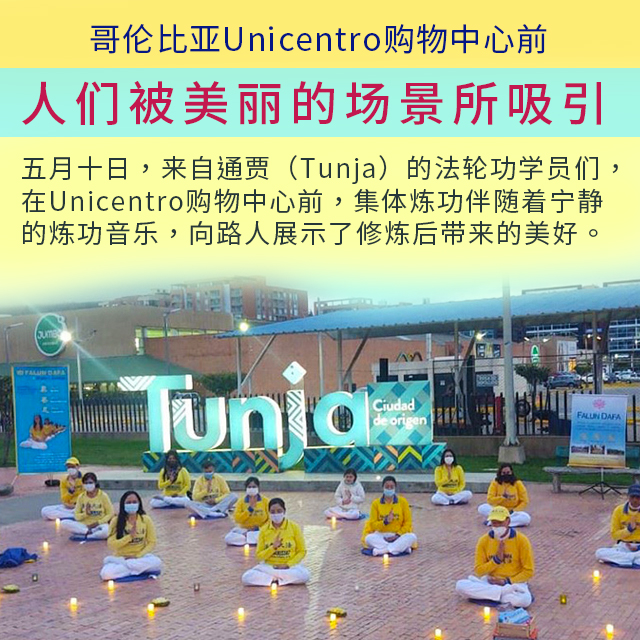 哥伦比亚Unicentro购物中心前
人们被美丽的场景所吸引
五月十日，来自通贾（Tunja）的法轮功学员们，
在Unicentro购物中心前，集体炼功伴随着宁静
的炼功音乐，向路人展示了修炼后带来的美好。
JUMBO
FALUN DAFA
Tunja
Ciudad
de origen
FALUN DAFA